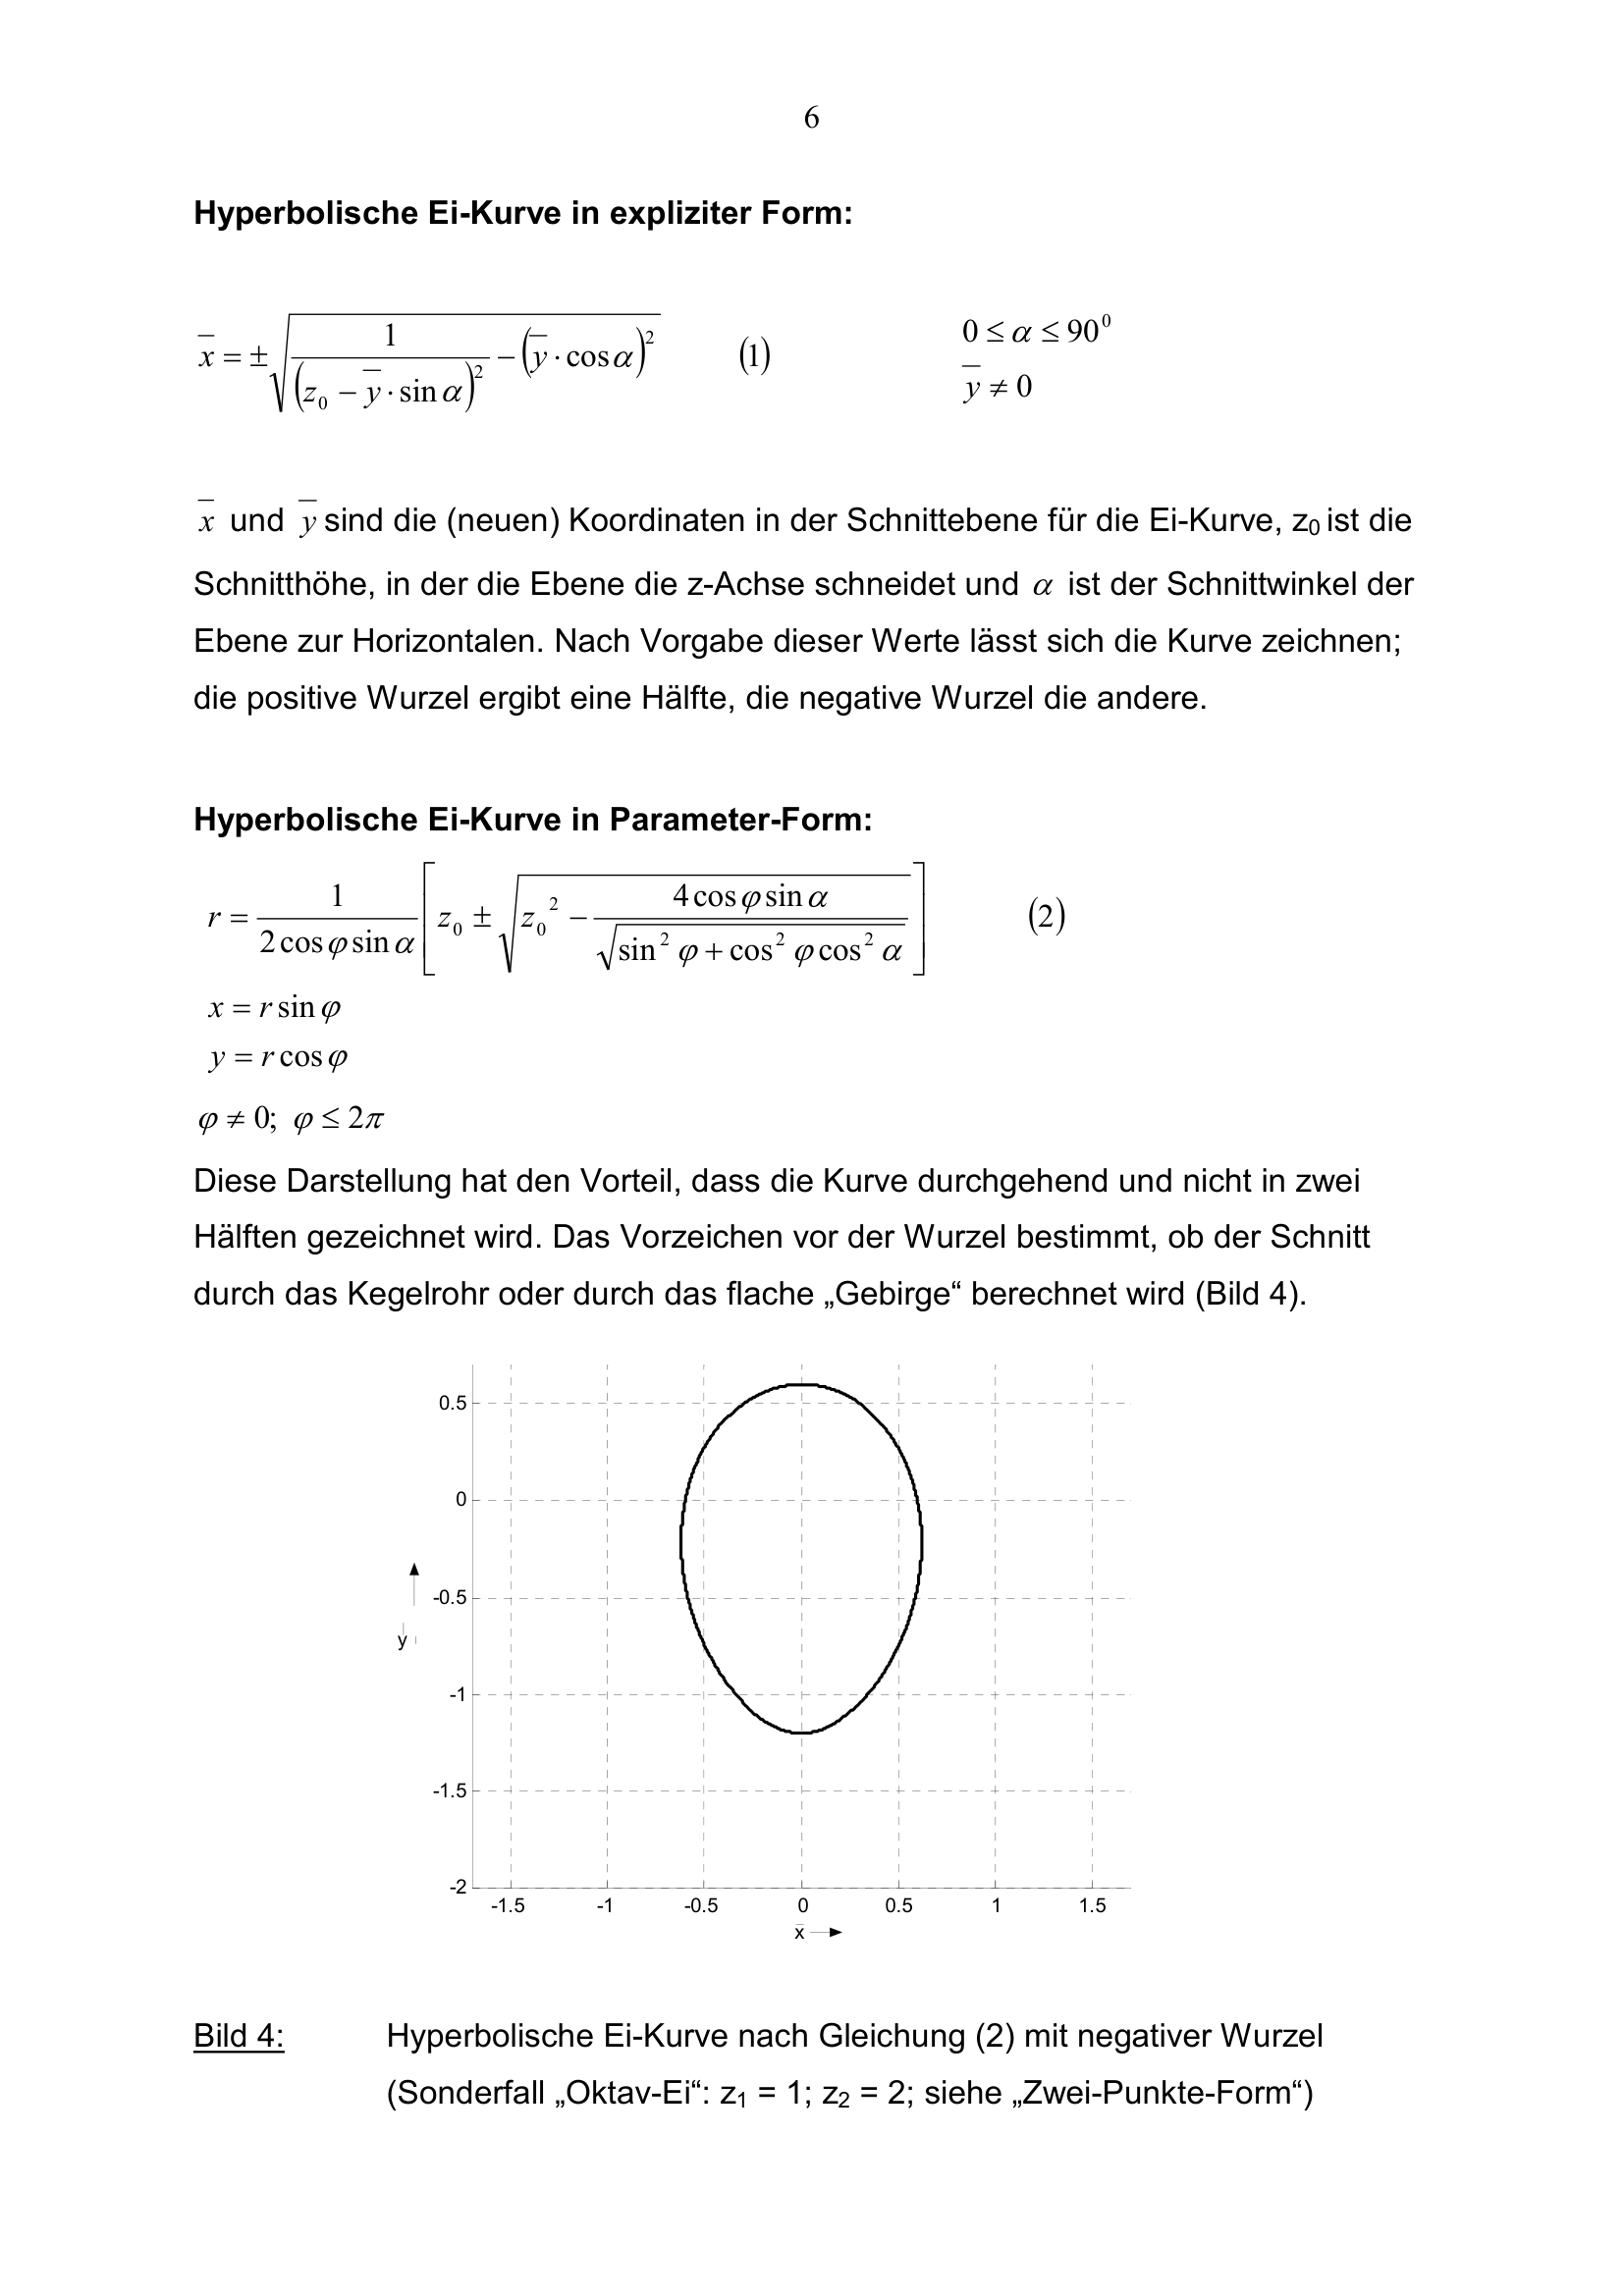 6
Hyperbolische Ei-Kurve in expliziter Form:
x̅ = ±√( 1 / (z₀ − y̅ · sin α)² − (y̅ · cos α)² ) (1) 0 ≤ α ≤ 90⁰
y̅ ≠ 0
x̅ und y̅ sind die (neuen) Koordinaten in der Schnittebene für die Ei-Kurve, z₀ ist die
Schnitthöhe, in der die Ebene die z-Achse schneidet und α ist der Schnittwinkel der
Ebene zur Horizontalen. Nach Vorgabe dieser Werte lässt sich die Kurve zeichnen;
die positive Wurzel ergibt eine Hälfte, die negative Wurzel die andere.
Hyperbolische Ei-Kurve in Parameter-Form:
r = 1 / (2 cos φ sin α) [ z₀ ± √( z₀² − 4 cos φ sin α / √(sin² φ + cos² φ cos² α) ) ] (2)
x = r sin φ
y = r cos φ
φ ≠ 0; φ ≤ 2π
Diese Darstellung hat den Vorteil, dass die Kurve durchgehend und nicht in zwei
Hälften gezeichnet wird. Das Vorzeichen vor der Wurzel bestimmt, ob der Schnitt
durch das Kegelrohr oder durch das flache „Gebirge“ berechnet wird (Bild 4).
0.5
0
-0.5
y
-1
-1.5
-2
-1.5 -1 -0.5 0 0.5 1 1.5
x̅
Bild 4: Hyperbolische Ei-Kurve nach Gleichung (2) mit negativer Wurzel
(Sonderfall „Oktav-Ei“: z₁ = 1; z₂ = 2; siehe „Zwei-Punkte-Form“)